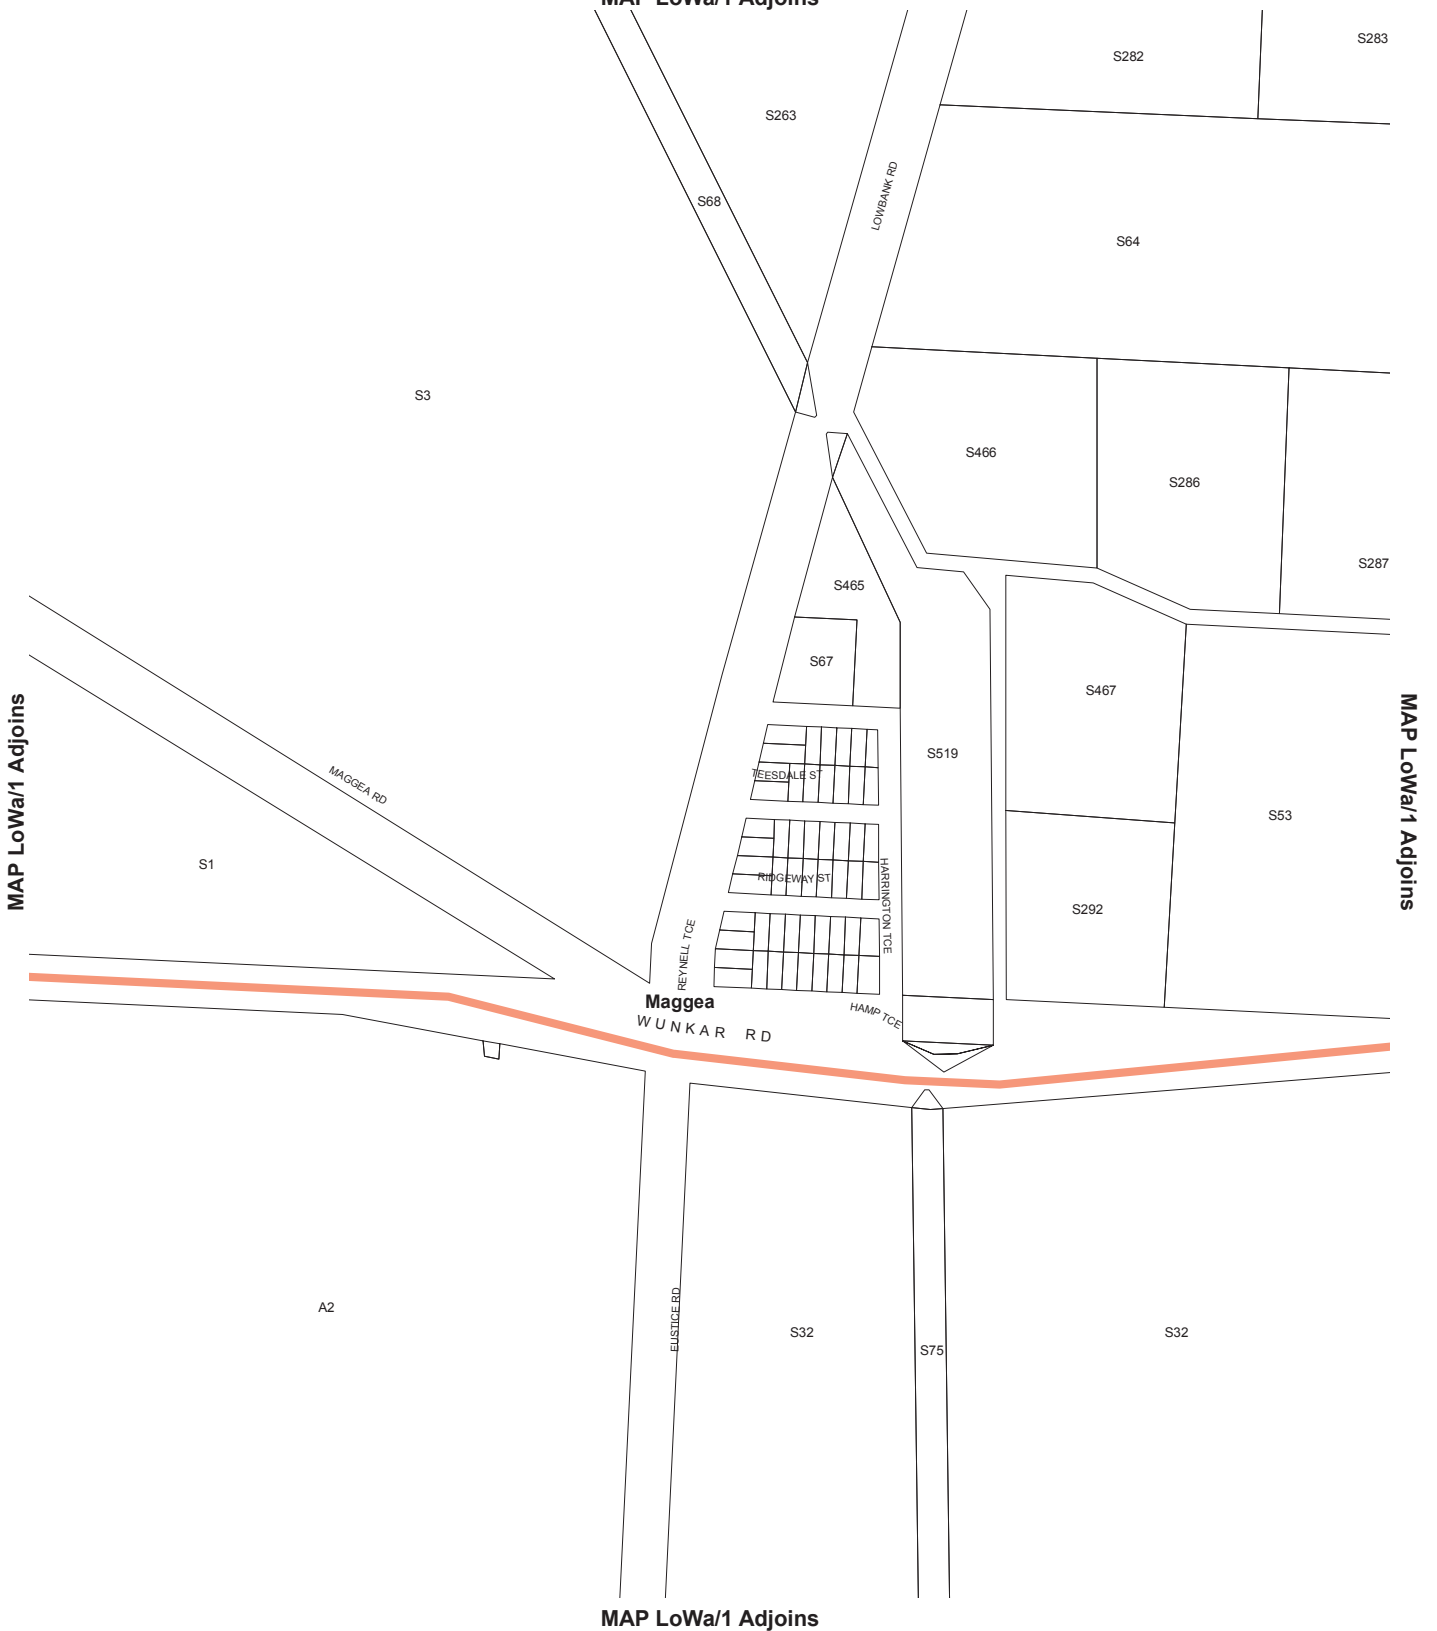 MAP LoWa/1 Adjoins
S283
S282
S263
LOWBANK RD
S68
S64
S3
S466
S286
S287
S465
S67
S467
MAP LoWa/1 Adjoins
MAP LoWa/1 Adjoins
S519
TEESDALE ST
MAGGEA RD
S53
S1
RIDGEWAY ST
HARRINGTON TCE
S292
REYNELL TCE
Maggea
HAMP TCE
WUNKAR RD
A2
EUSTICE RD
S32
S32
S75
MAP LoWa/1 Adjoins